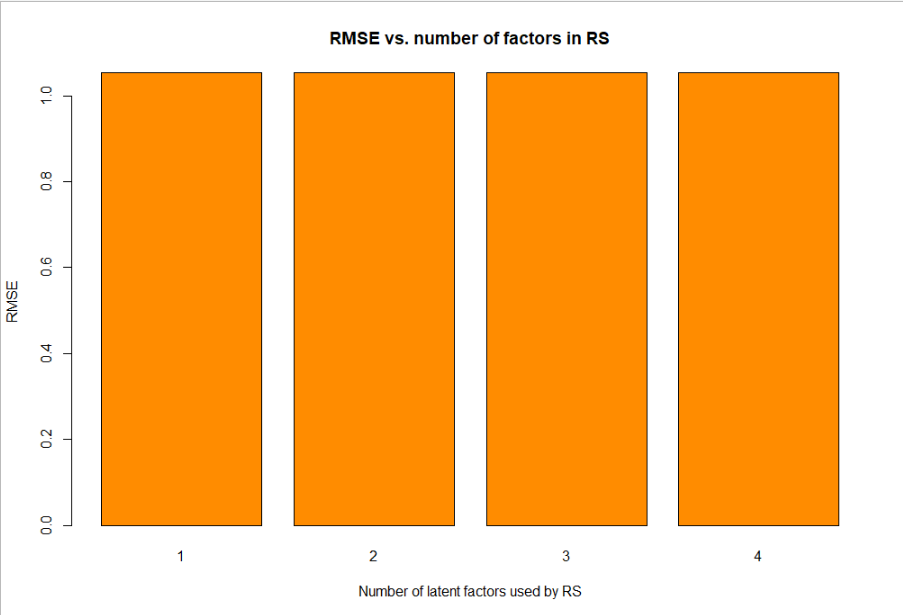 RMSE vs. number of factors in RS
RMSE
1.0
0.8
0.6
0.4
0.2
0.0
1 2 3 4
Number of latent factors used by RS